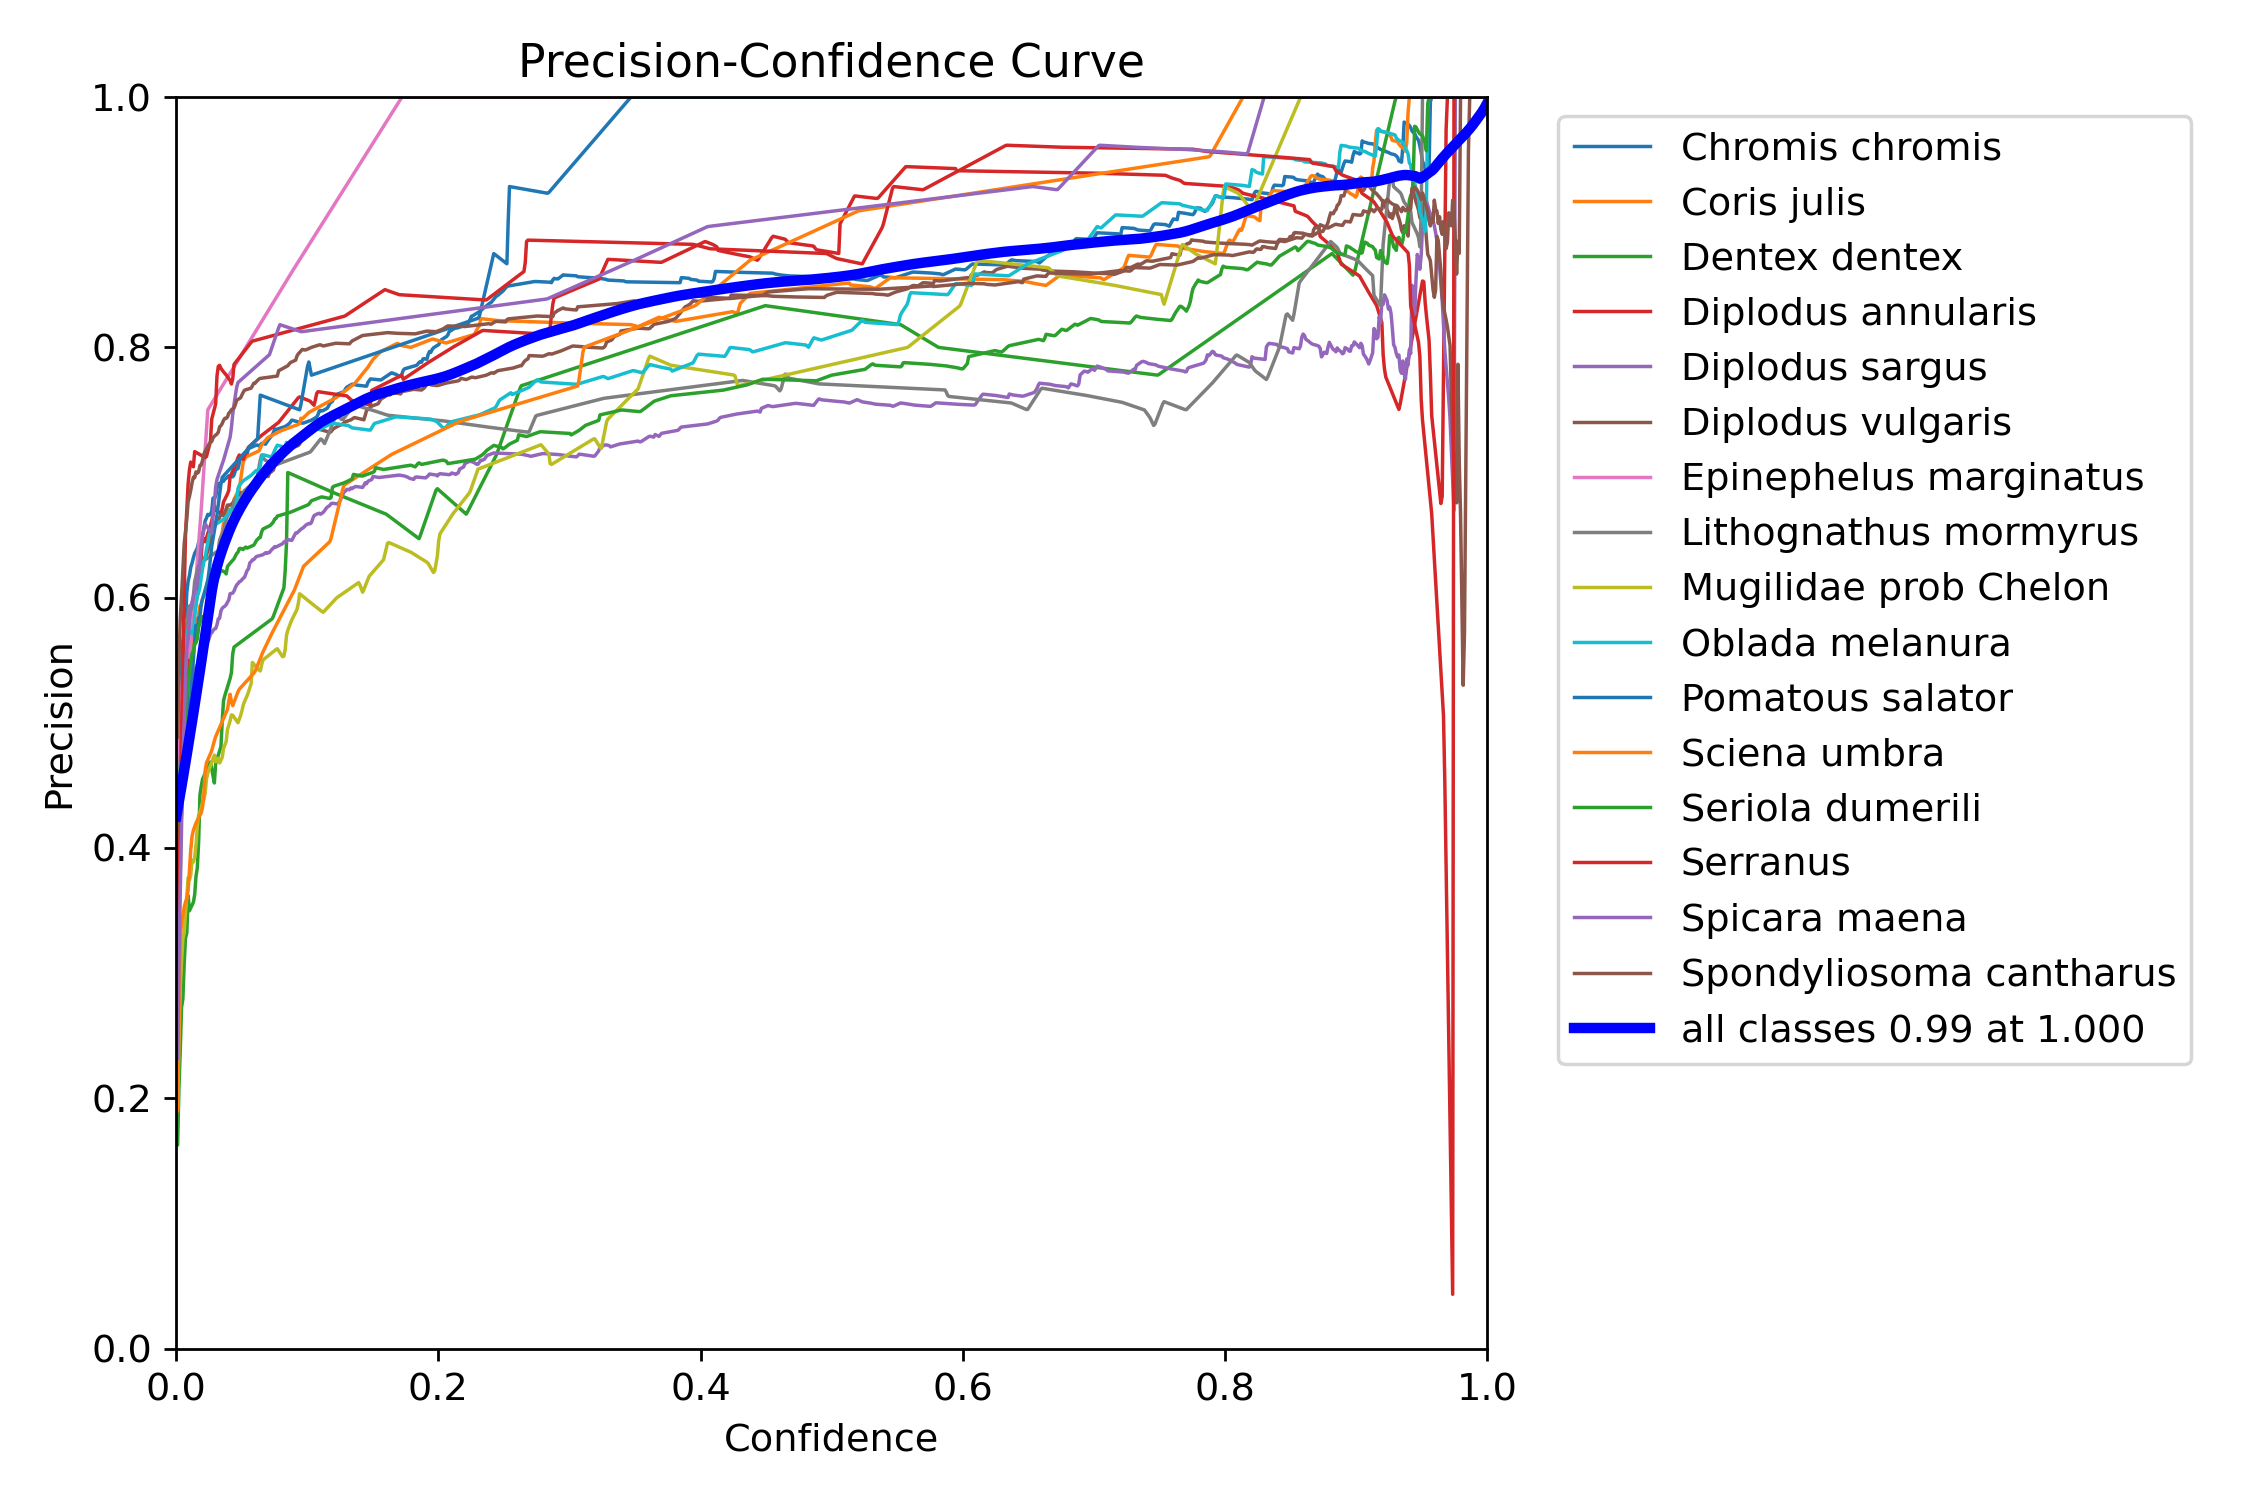 Precision-Confidence Curve
1.0
0.8
0.6
0.4
0.2
0.0
Precision
0.0 0.2 0.4 0.6 0.8 1.0
Confidence
Chromis chromis
Coris julis
Dentex dentex
Diplodus annularis
Diplodus sargus
Diplodus vulgaris
Epinephelus marginatus
Lithognathus mormyrus
Mugilidae prob Chelon
Oblada melanura
Pomatous salator
Sciena umbra
Seriola dumerili
Serranus
Spicara maena
Spondyliosoma cantharus
all classes 0.99 at 1.000